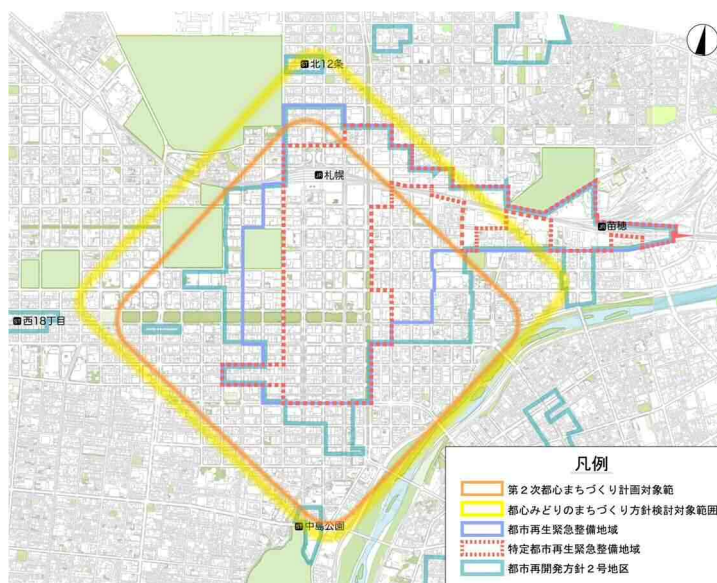 北12条
札幌
苗穂
西18丁目
中島公園
凡例
第2次都心まちづくり計画対象範
都心みどりのまちづくり方針検討対象範囲
都市再生緊急整備地域
特定都市再生緊急整備地域
都市再開発方針2号地区